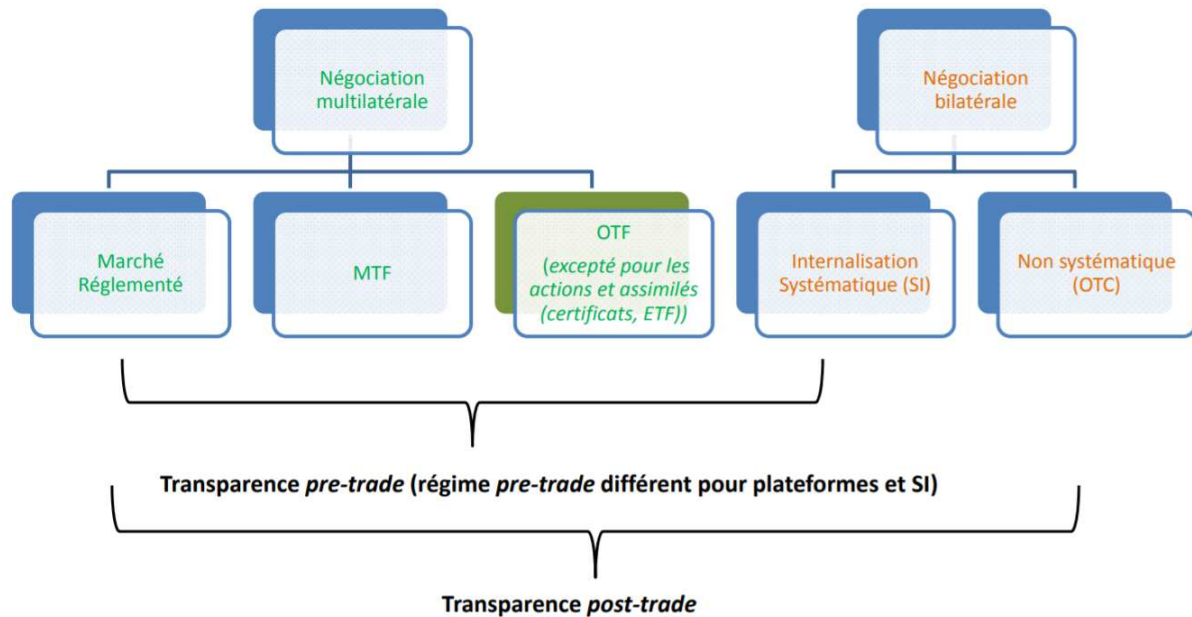 Négociation
multilatérale
Négociation
bilatérale
Marché
Réglementé
MTF
OTF
(excepté pour les
actions et assimilés
(certificats, ETF))
Internalisation
Systématique (SI)
Non systématique
(OTC)
Transparence pre-trade (régime pre-trade différent pour plateformes et SI)
Transparence post-trade